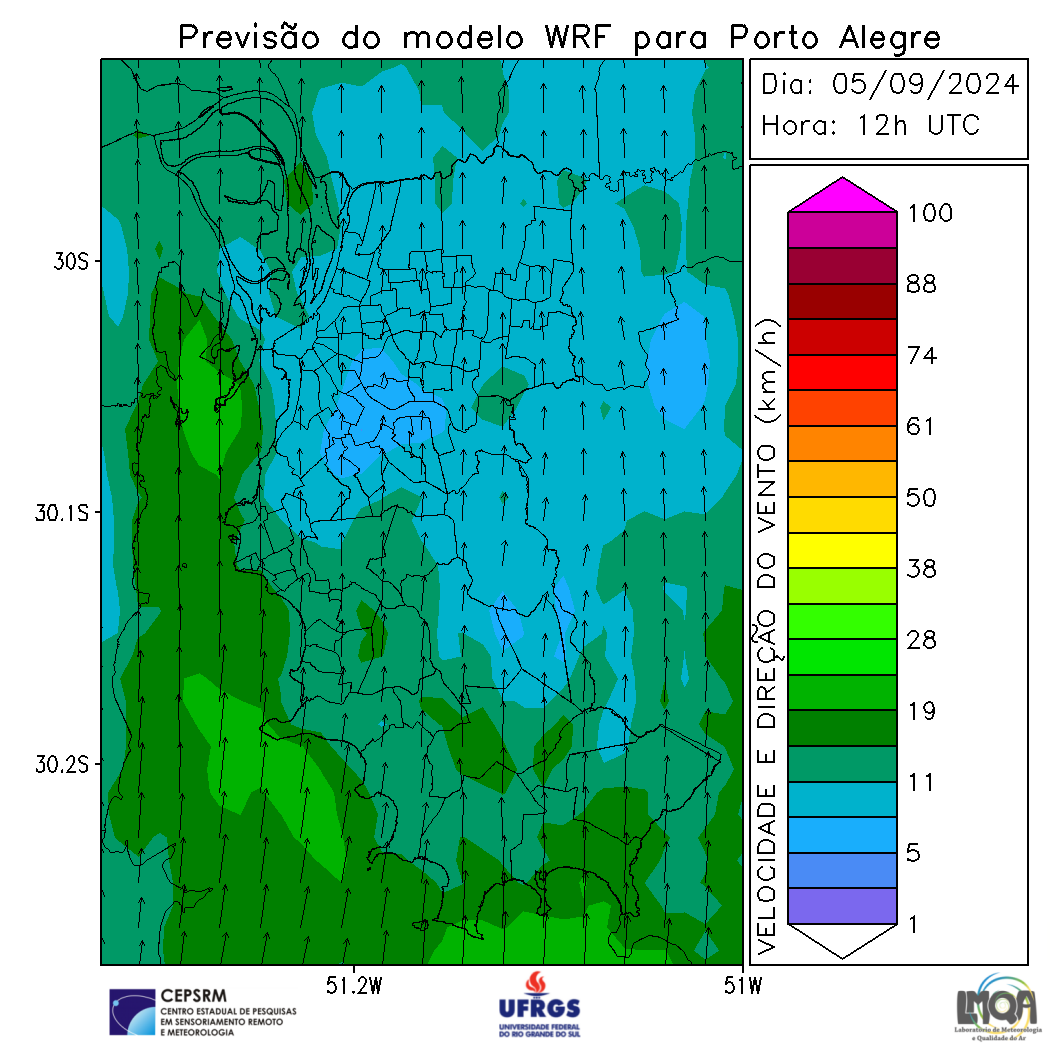 Previsão do modelo WRF para Porto Alegre
Dia: 05/09/2024
Hora: 12h UTC
100
88
74
61
50
38
28
19
11
5
1
VELOCIDADE E DIREÇÃO DO VENTO (km/h)
30S
30.1S
30.2S
51.2W
51W
CEPSRM
CENTRO ESTADUAL DE PESQUISAS
EM SENSORIAMENTO REMOTO
E METEOROLOGIA
UFRGS
UNIVERSIDADE FEDERAL
DO RIO GRANDE DO SUL
LMQA
Laboratório de Meteorologia
e Qualidade do Ar